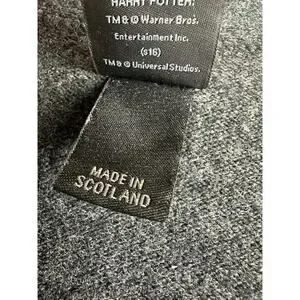 HARRY POTTER:
TM & © Warner Bros.
Entertainment Inc.
(s16)
TM & © Universal Studios.
MADE IN
SCOTLAND